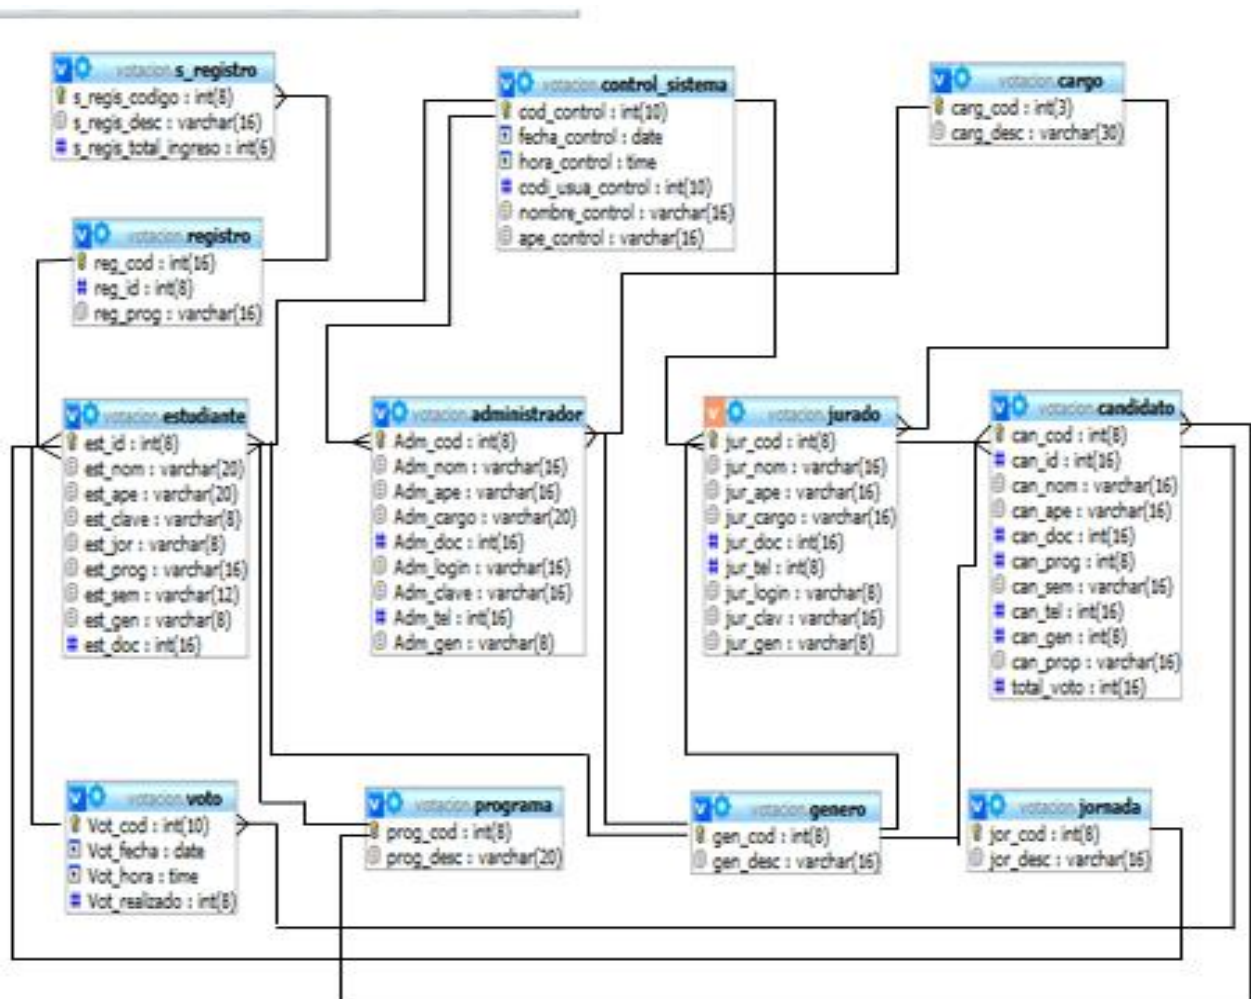 votacion.s_registro
s_regis_codigo : int(8)
s_regis_desc : varchar(16)
s_regis_total_ingreso : int(6)
votacion.control_sistema
cod_control : int(10)
fecha_control : date
hora_control : time
codi_usua_control : int(10)
nombre_control : varchar(16)
ape_control : varchar(16)
votacion.cargo
carg_cod : int(3)
carg_desc : varchar(30)
votacion.registro
reg_cod : int(16)
reg_id : int(8)
reg_prog : varchar(16)
votacion.estudiante
est_id : int(8)
est_nom : varchar(20)
est_ape : varchar(20)
est_clave : varchar(8)
est_jor : varchar(8)
est_prog : varchar(16)
est_sem : varchar(12)
est_gen : varchar(8)
est_doc : int(16)
votacion.administrador
Adm_cod : int(8)
Adm_nom : varchar(16)
Adm_ape : varchar(16)
Adm_cargo : varchar(20)
Adm_doc : int(16)
Adm_login : varchar(16)
Adm_clave : varchar(16)
Adm_tel : int(16)
Adm_gen : varchar(8)
votacion.jurado
jur_cod : int(8)
jur_nom : varchar(16)
jur_ape : varchar(16)
jur_cargo : varchar(16)
jur_doc : int(16)
jur_tel : int(8)
jur_login : varchar(8)
jur_clav : varchar(16)
jur_gen : varchar(8)
votacion.candidato
can_cod : int(8)
can_id : int(16)
can_nom : varchar(16)
can_ape : varchar(16)
can_doc : int(16)
can_prog : int(8)
can_sem : varchar(16)
can_tel : int(16)
can_gen : int(8)
can_prop : varchar(16)
total_voto : int(16)
votacion.voto
Vot_cod : int(10)
Vot_fecha : date
Vot_hora : time
Vot_realizado : int(8)
votacion.programa
prog_cod : int(8)
prog_desc : varchar(20)
votacion.genero
gen_cod : int(8)
gen_desc : varchar(16)
votacion.jornada
jor_cod : int(8)
jor_desc : varchar(16)